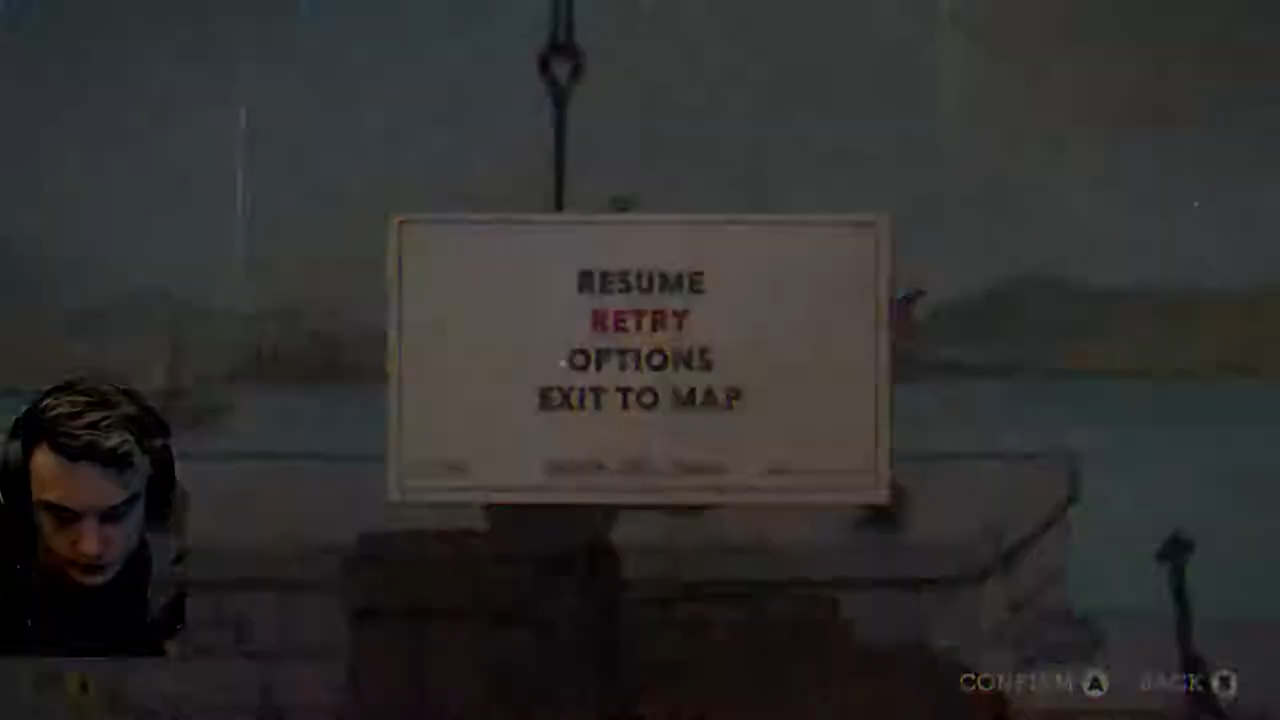 RESUME
RETRY
OPTIONS
EXIT TO MAP
CONFIRM A BACK